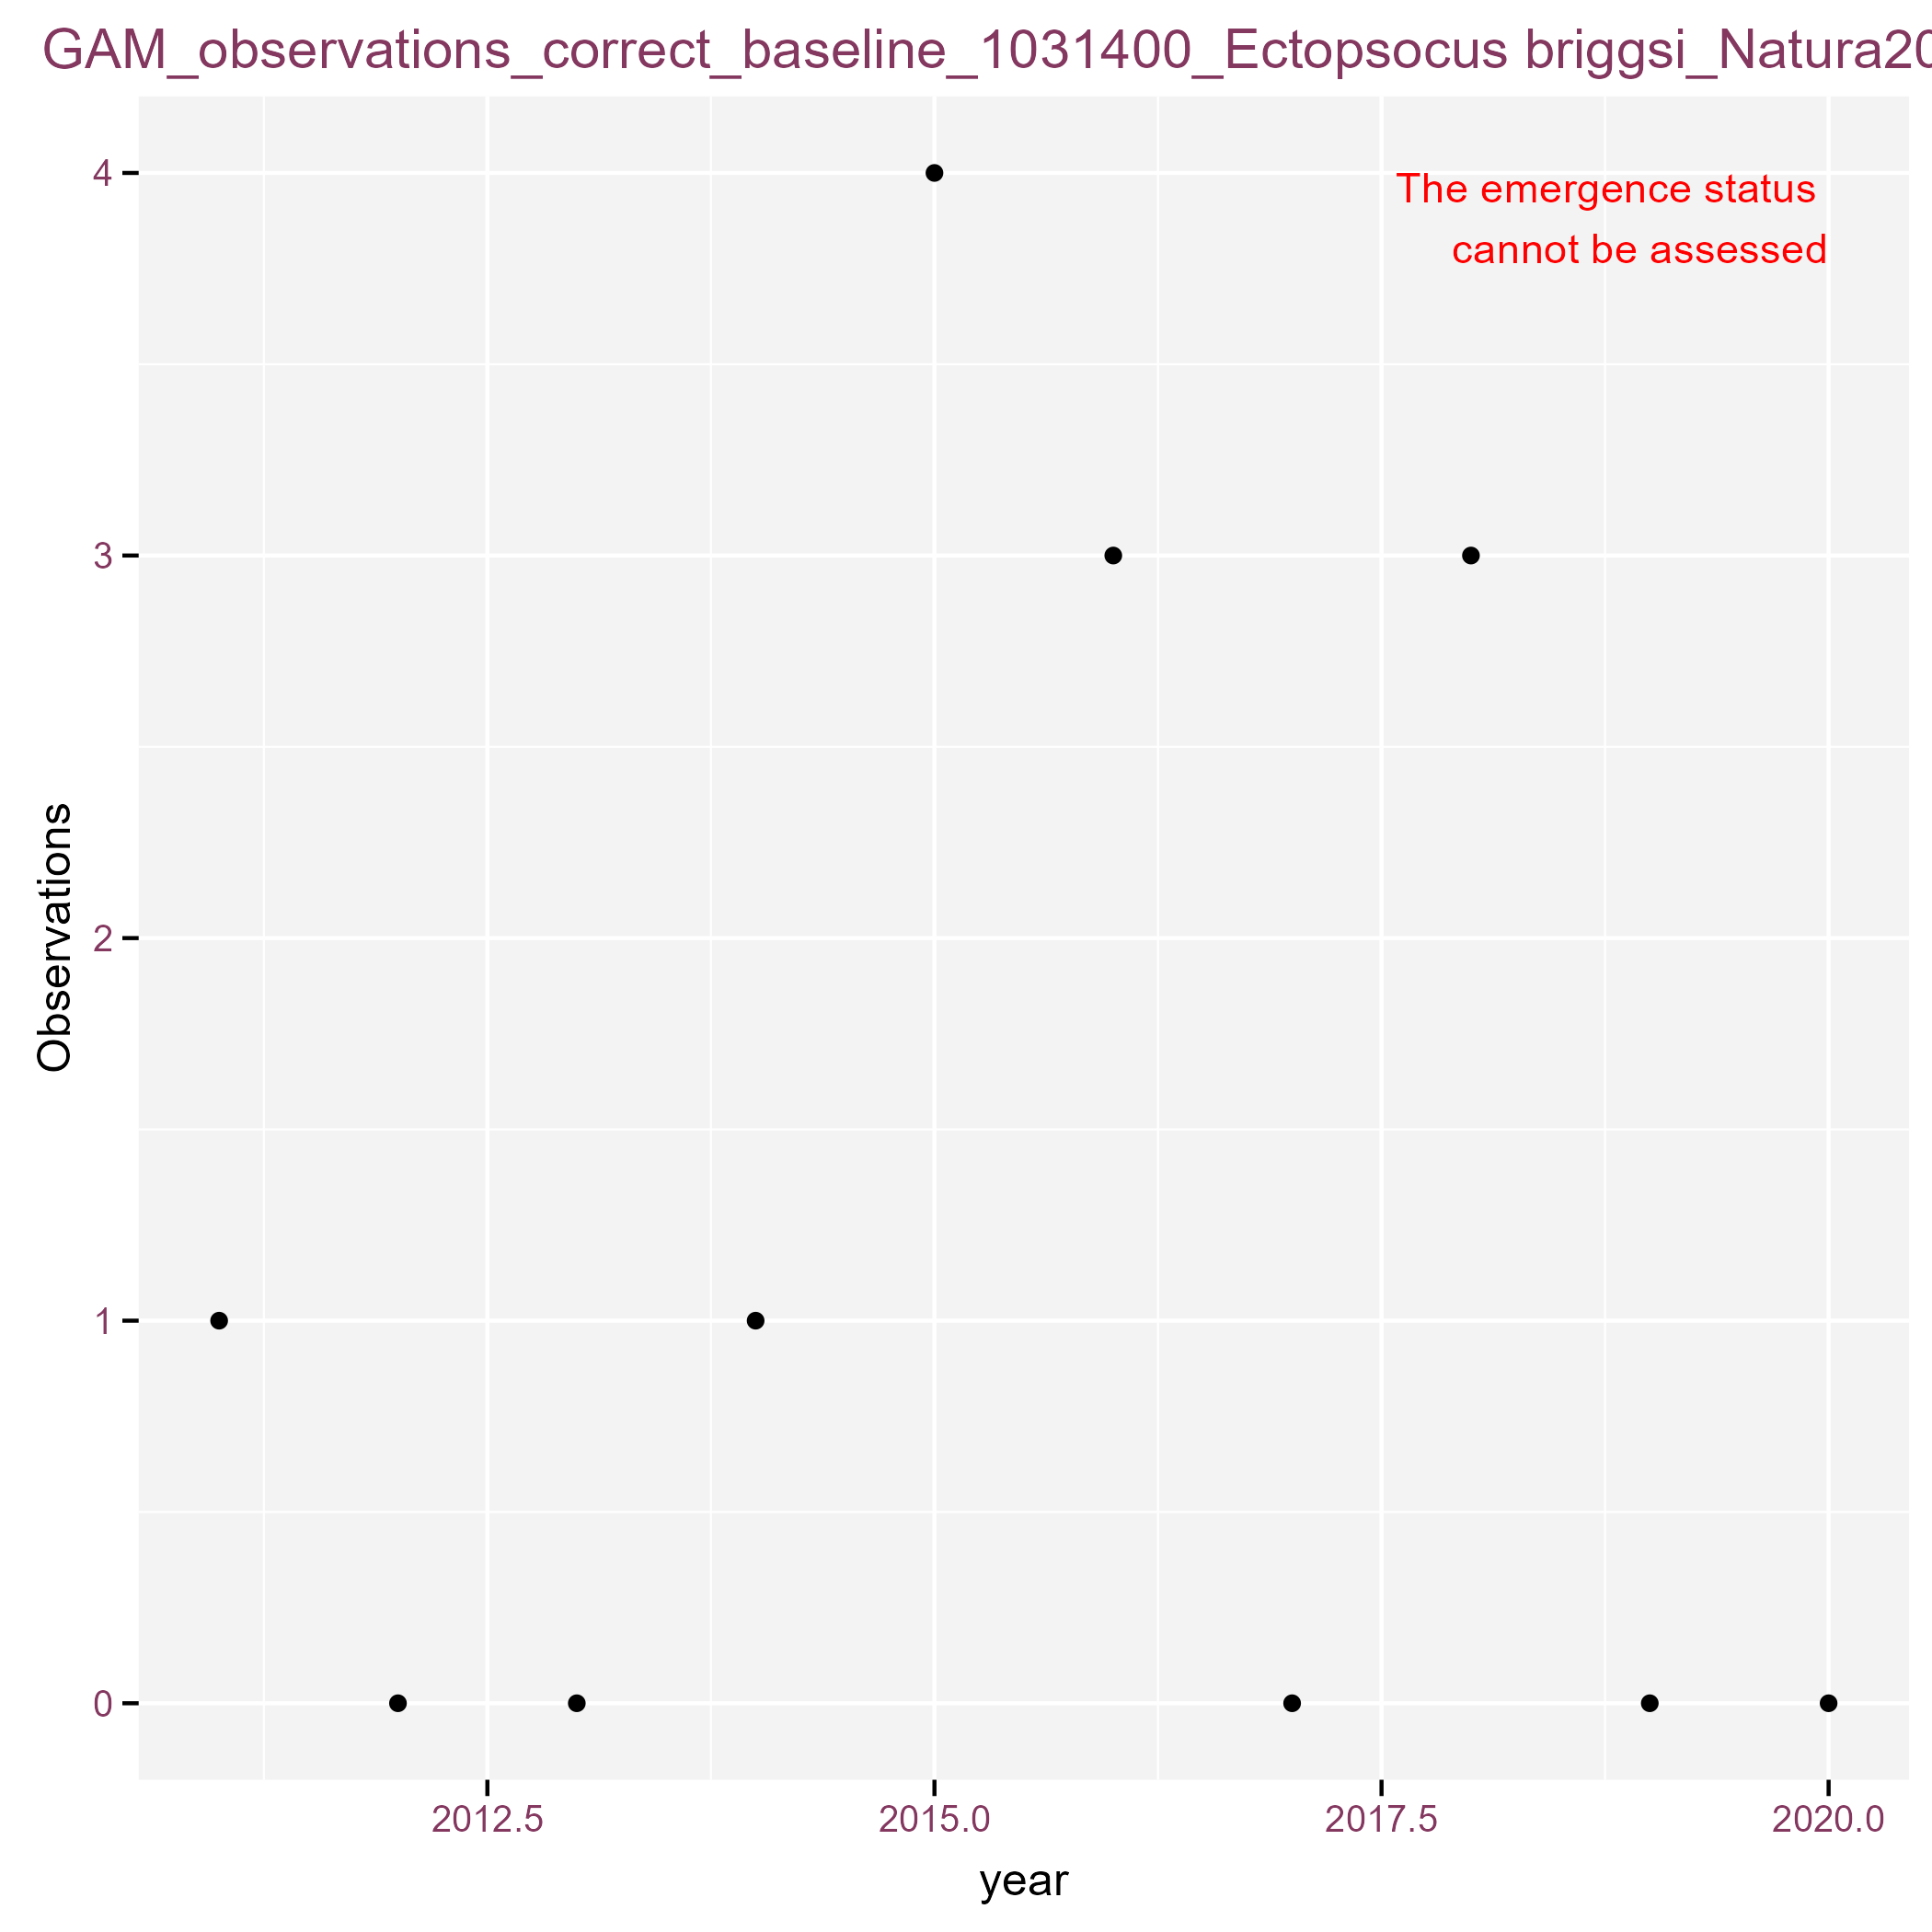 GAM_observations_correct_baseline_1031400_Ectopsocus briggsi_Natura20
The emergence status
cannot be assessed
4
3
2
1
0
Observations
2012.5
2015.0
2017.5
2020.0
year